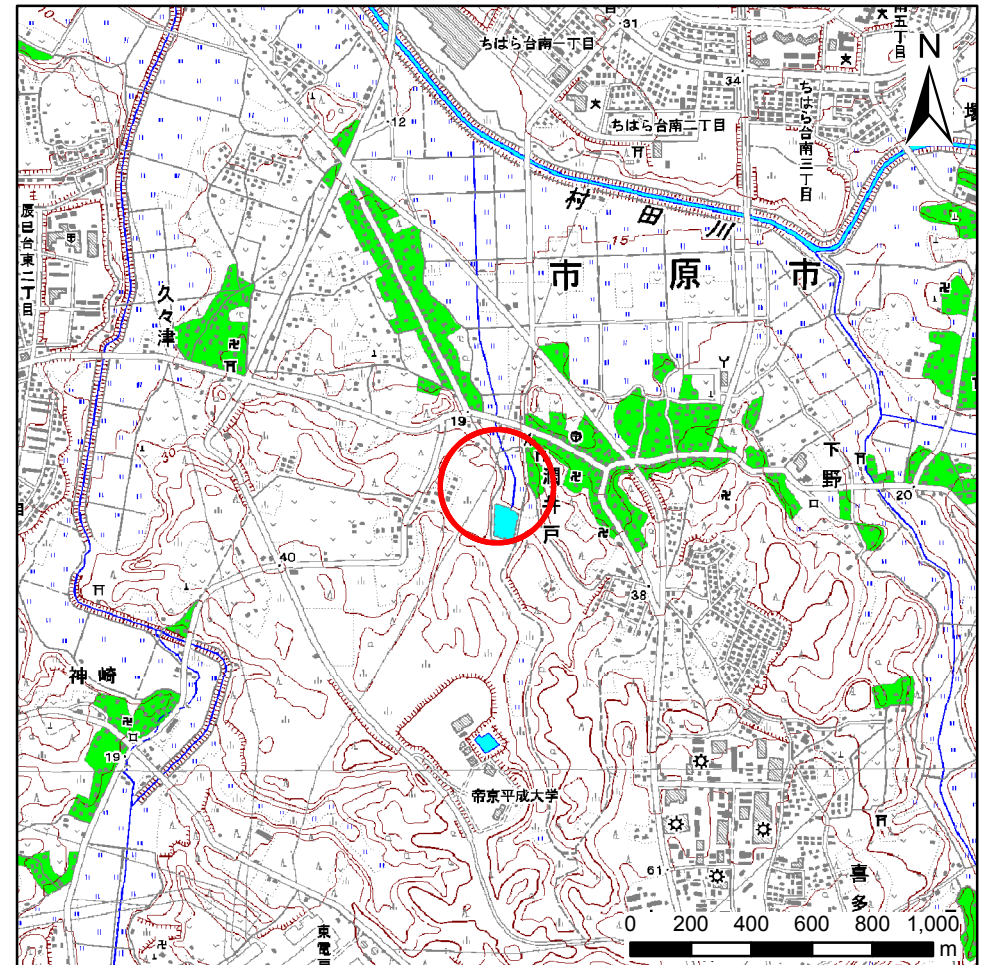 ちはら台南一丁目
31
南五丁目
N
34
ちはら台南二丁目
ちはら台南三丁目
12
村田川
15
辰巳台東二丁目
市原市
久々津
19
潤井戸
下野
20
30
40
38
神崎
19
帝京平成大学
61
喜多
東電
0 200 400 600 800 1,000
m